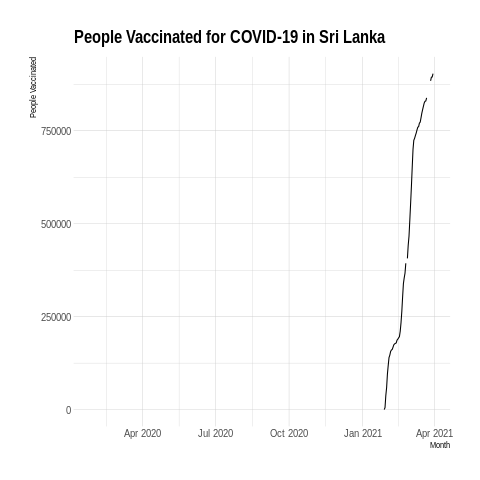 People Vaccinated for COVID-19 in Sri Lanka
People Vaccinated
750000
500000
250000
0
Apr 2020 Jul 2020 Oct 2020 Jan 2021 Apr 2021
Month